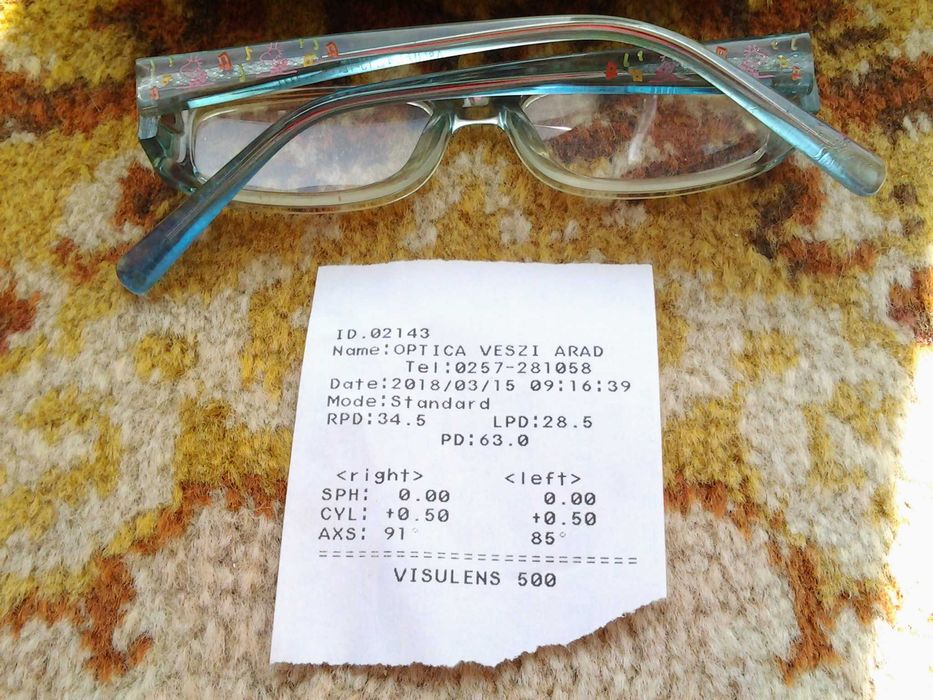 ID.02143
Name:OPTICA VESZI ARAD
Tel:0257-281058
Date:2018/03/15 09:16:39
Mode:Standard
RPD:34.5 LPD:28.5
PD:63.0
<right> <left>
SPH: 0.00 0.00
CYL: +0.50 +0.50
AXS: 91° 85°
======================
VISULENS 500